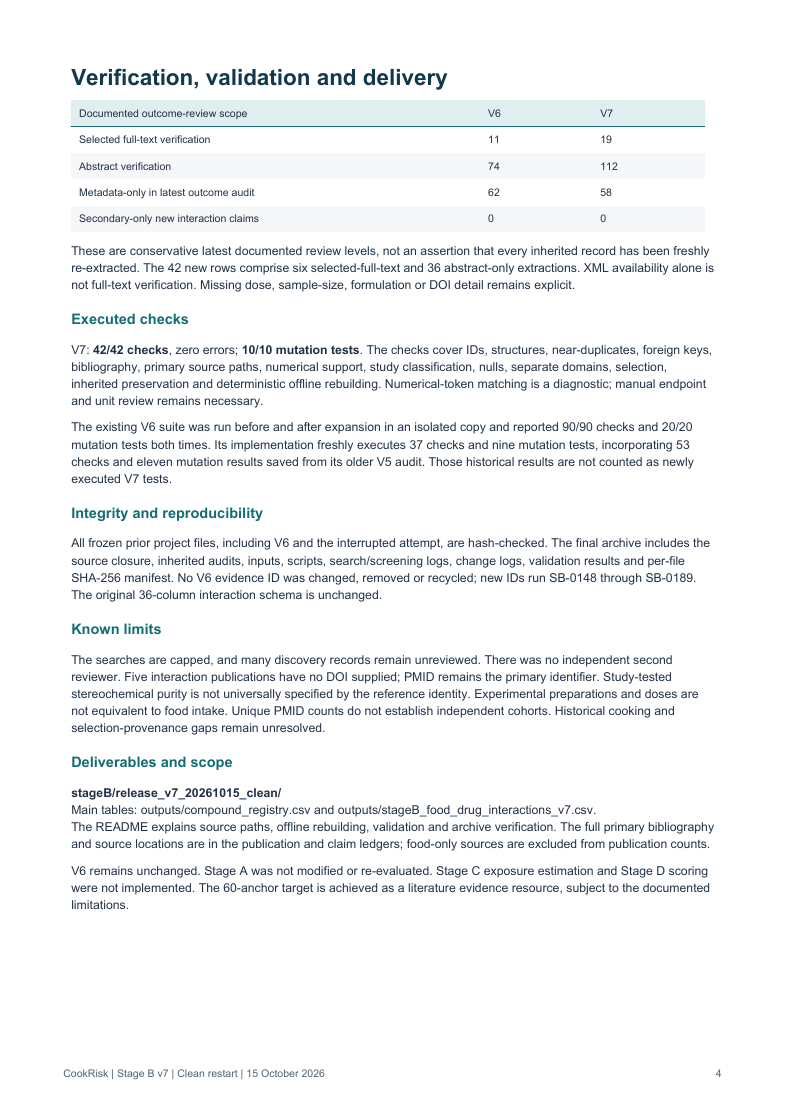 Verification, validation and delivery
Documented outcome-review scope V6 V7
Selected full-text verification 11 19
Abstract verification 74 112
Metadata-only in latest outcome audit 62 58
Secondary-only new interaction claims 0 0
These are conservative latest documented review levels, not an assertion that every inherited record has been freshly
re-extracted. The 42 new rows comprise six selected-full-text and 36 abstract-only extractions. XML availability alone is
not full-text verification. Missing dose, sample-size, formulation or DOI detail remains explicit.
Executed checks
V7: 42/42 checks, zero errors; 10/10 mutation tests. The checks cover IDs, structures, near-duplicates, foreign keys,
bibliography, primary source paths, numerical support, study classification, nulls, separate domains, selection,
inherited preservation and deterministic offline rebuilding. Numerical-token matching is a diagnostic; manual endpoint
and unit review remains necessary.
The existing V6 suite was run before and after expansion in an isolated copy and reported 90/90 checks and 20/20
mutation tests both times. Its implementation freshly executes 37 checks and nine mutation tests, incorporating 53
checks and eleven mutation results saved from its older V5 audit. Those historical results are not counted as newly
executed V7 tests.
Integrity and reproducibility
All frozen prior project files, including V6 and the interrupted attempt, are hash-checked. The final archive includes the
source closure, inherited audits, inputs, scripts, search/screening logs, change logs, validation results and per-file
SHA-256 manifest. No V6 evidence ID was changed, removed or recycled; new IDs run SB-0148 through SB-0189.
The original 36-column interaction schema is unchanged.
Known limits
The searches are capped, and many discovery records remain unreviewed. There was no independent second
reviewer. Five interaction publications have no DOI supplied; PMID remains the primary identifier. Study-tested
stereochemical purity is not universally specified by the reference identity. Experimental preparations and doses are
not equivalent to food intake. Unique PMID counts do not establish independent cohorts. Historical cooking and
selection-provenance gaps remain unresolved.
Deliverables and scope
stageB/release_v7_20261015_clean/
Main tables: outputs/compound_registry.csv and outputs/stageB_food_drug_interactions_v7.csv.
The README explains source paths, offline rebuilding, validation and archive verification. The full primary bibliography
and source locations are in the publication and claim ledgers; food-only sources are excluded from publication counts.
V6 remains unchanged. Stage A was not modified or re-evaluated. Stage C exposure estimation and Stage D scoring
were not implemented. The 60-anchor target is achieved as a literature evidence resource, subject to the documented
limitations.
CookRisk | Stage B v7 | Clean restart | 15 October 2026 4